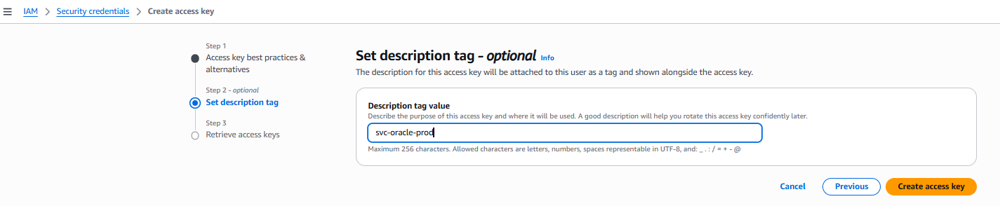 IAM > Security credentials > Create access key
Step 1
Access key best practices &
alternatives
Step 2 - optional
Set description tag
Step 3
Retrieve access keys
Set description tag - optional Info
The description for this access key will be attached to this user as a tag and shown alongside the access key.
Description tag value
Describe the purpose of this access key and where it will be used. A good description will help you rotate this access key confidently later.
svc-oracle-prod
Maximum 256 characters. Allowed characters are letters, numbers, spaces representable in UTF-8, and: _ . : / = + - @
Cancel Previous Create access key